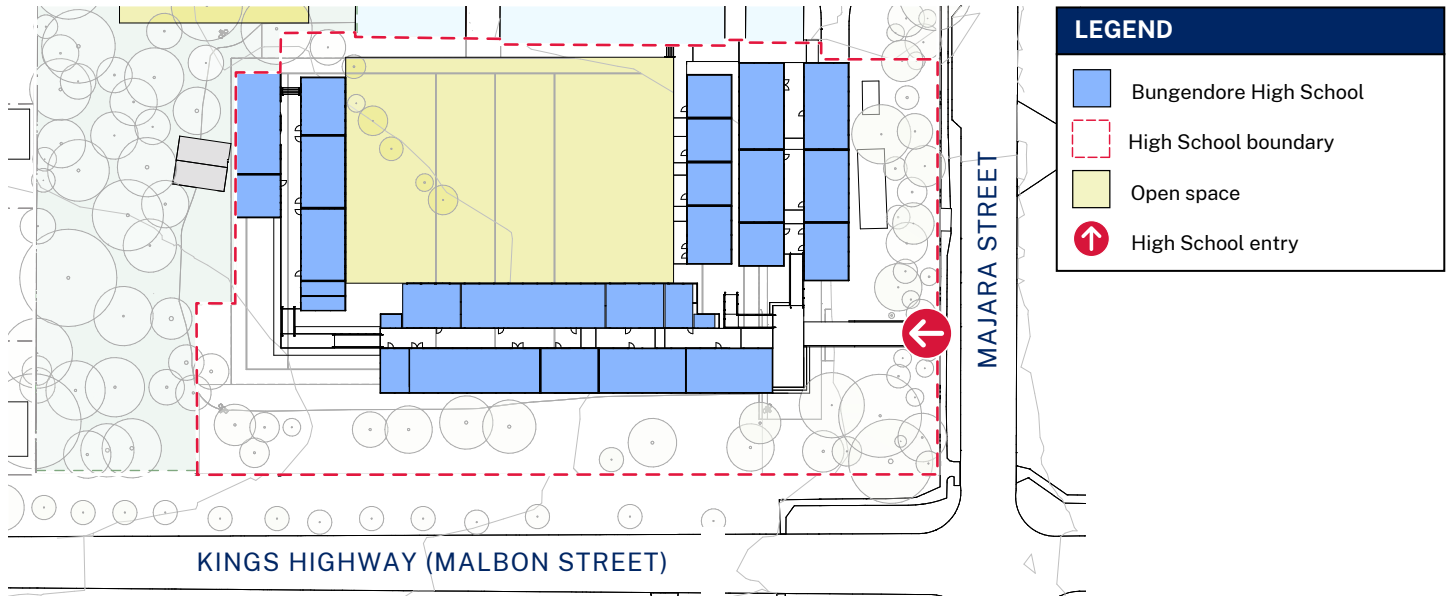 LEGEND
Bungendore High School
High School boundary
Open space
High School entry
MAJARA STREET
KINGS HIGHWAY (MALBON STREET)